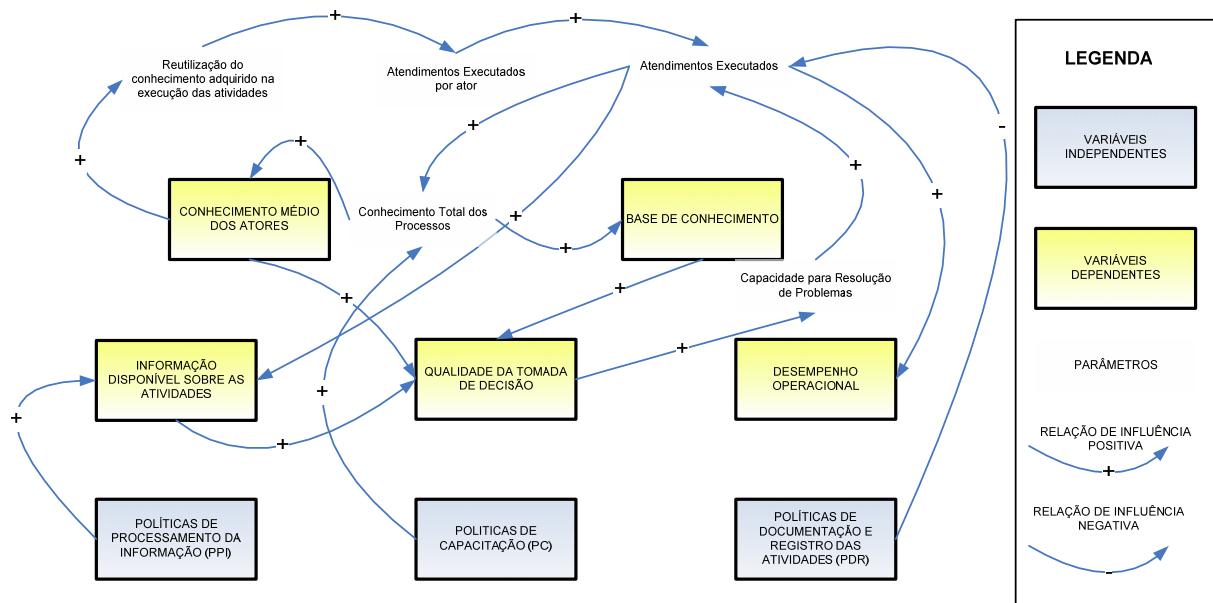 Reutilização do
conhecimento adquirido na
execução das atividades
+
Atendimentos Executados
por ator
+
Atendimentos Executados
+
+
+
+
+
-
CONHECIMENTO MÉDIO
DOS ATORES
Conhecimento Total dos
Processos
+
+
BASE DE CONHECIMENTO
+
+
Capacidade para Resolução
de Problemas
INFORMAÇÃO
DISPONÍVEL SOBRE AS
ATIVIDADES
QUALIDADE DA TOMADA
DE DECISÃO
+
DESEMPENHO
OPERACIONAL
+
+
+
POLÍTICAS DE
PROCESSAMENTO DA
INFORMAÇÃO (PPI)
POLITICAS DE
CAPACITAÇÃO (PC)
POLÍTICAS DE
DOCUMENTAÇÃO E
REGISTRO DAS
ATIVIDADES (PDR)
LEGENDA
VARIÁVEIS
INDEPENDENTES
VARIÁVEIS
DEPENDENTES
PARÂMETROS
RELAÇÃO DE INFLUÊNCIA
POSITIVA
+
RELAÇÃO DE INFLUÊNCIA
NEGATIVA
-